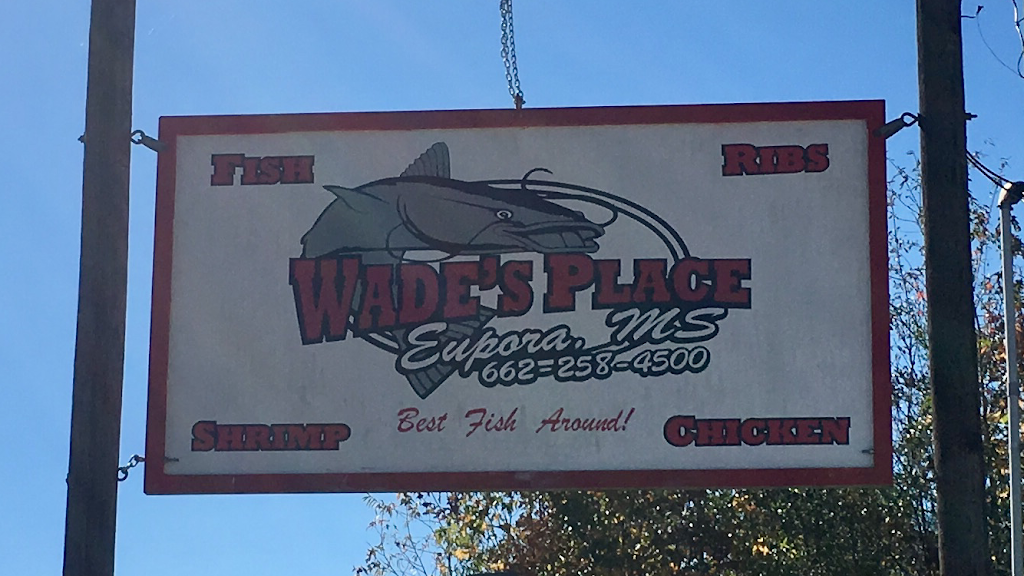 FISH
RIBS
WADE'S PLACE
Eupora, MS
662-258-4500
Best Fish Around!
SHRIMP
CHICKEN